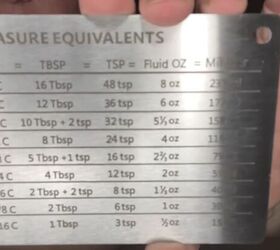 ASURE EQUIVALENTS
= TBSP = TSP = Fluid OZ =
C 16 Tbsp 48 tsp 8 oz
C 12 Tbsp 36 tsp 6 oz
C 10 Tbsp + 2 tsp 32 tsp 5⅓ oz
C 8 Tbsp 24 tsp 4 oz
C 5 Tbsp +1 tsp 16 tsp 2⅔ oz
C 4 Tbsp 12 tsp 2 oz
C 2 Tbsp + 2 tsp 8 tsp 1⅓ oz
/8 C 2 Tbsp 6 tsp 1 oz
16 C 1 Tbsp 3 tsp ½ oz